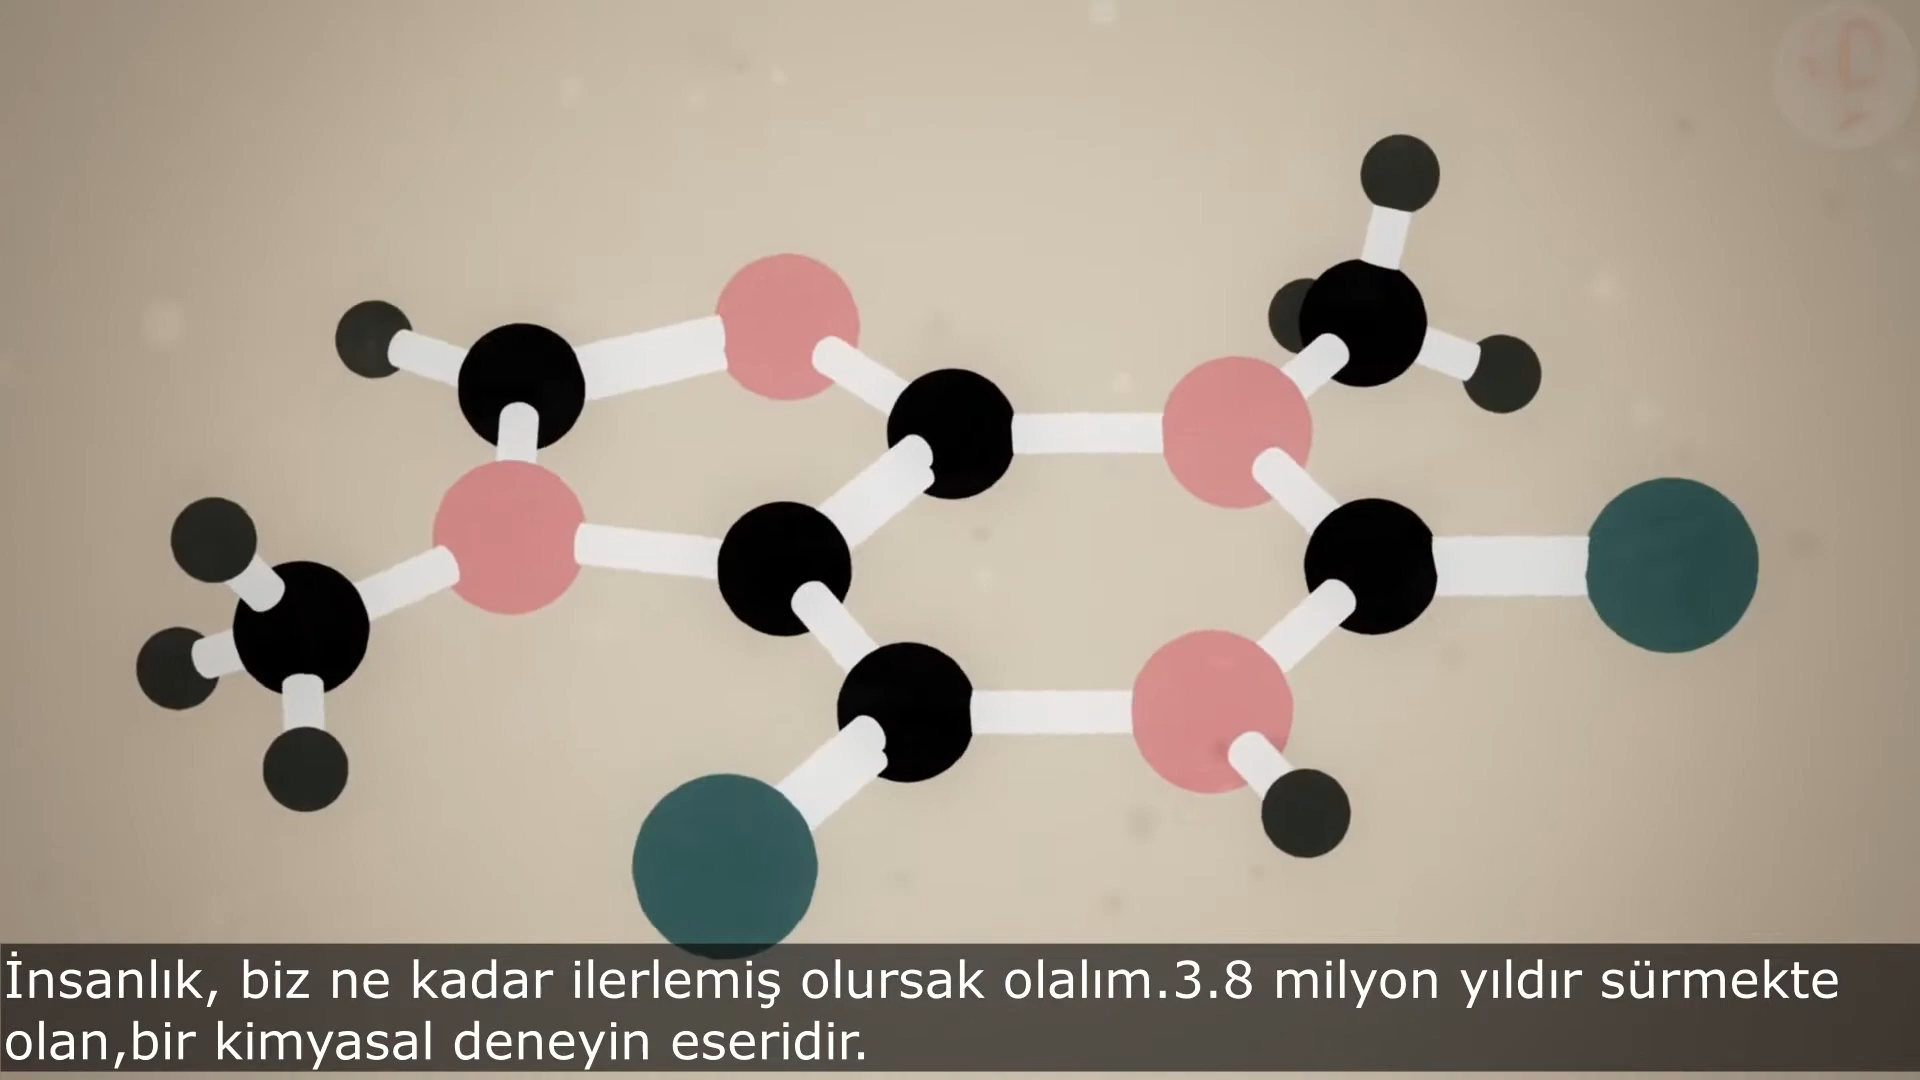 İnsanlık, biz ne kadar ilerlemiş olursak olalım.3.8 milyon yıldır sürmekte
olan,bir kimyasal deneyin eseridir.